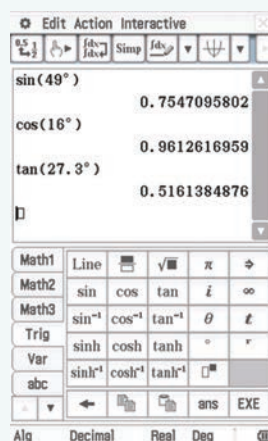 Edit Action Interactive
Simp
sin(49°)
0.7547095802
cos(16°)
0.9612616959
tan(27.3°)
0.5161384876
Math1 Line √ π ⇒
Math2 sin cos tan i ∞
Math3 sin⁻¹ cos⁻¹ tan⁻¹ θ t
Trig sinh cosh tanh ° r
Var sinh⁻¹ cosh⁻¹ tanh⁻¹
abc
ans EXE
Alg Decimal Real Deg